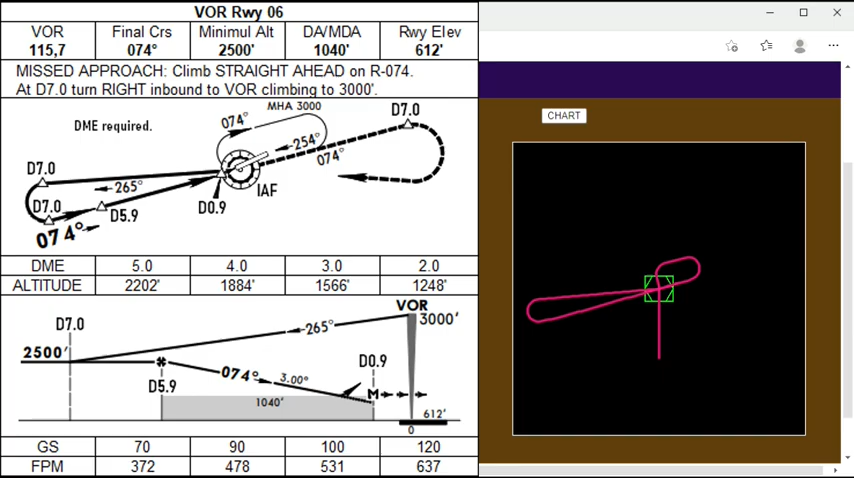 VOR Rwy 06
VOR Final Crs Minimul Alt DA/MDA Rwy Elev
115,7 074° 2500' 1040' 612'
MISSED APPROACH: Climb STRAIGHT AHEAD on R-074.
At D7.0 turn RIGHT inbound to VOR climbing to 3000'.
MHA 3000
D7.0
DME required.
074°
254°
074°
D7.0
265°
IAF
D7.0
D5.9
D0.9
074°
DME 5.0 4.0 3.0 2.0
ALTITUDE 2202' 1884' 1566' 1248'
VOR
3000'
D7.0
265°
2500'
D0.9
D5.9
074°
3.00°
M
1040'
612'
0
GS 70 90 100 120
FPM 372 478 531 637
CHART